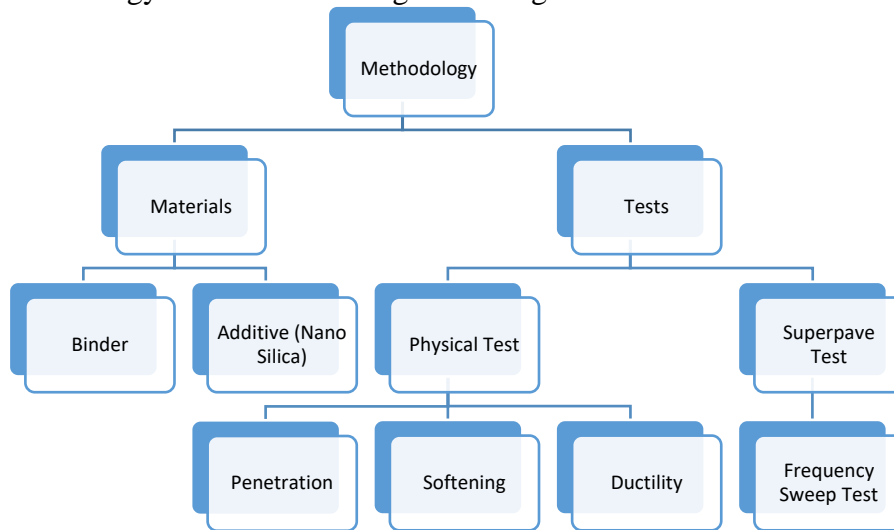 Methodology
Materials
Tests
Binder
Additive (Nano
Silica)
Physical Test
Superpave
Test
Penetration
Softening
Ductility
Frequency
Sweep Test